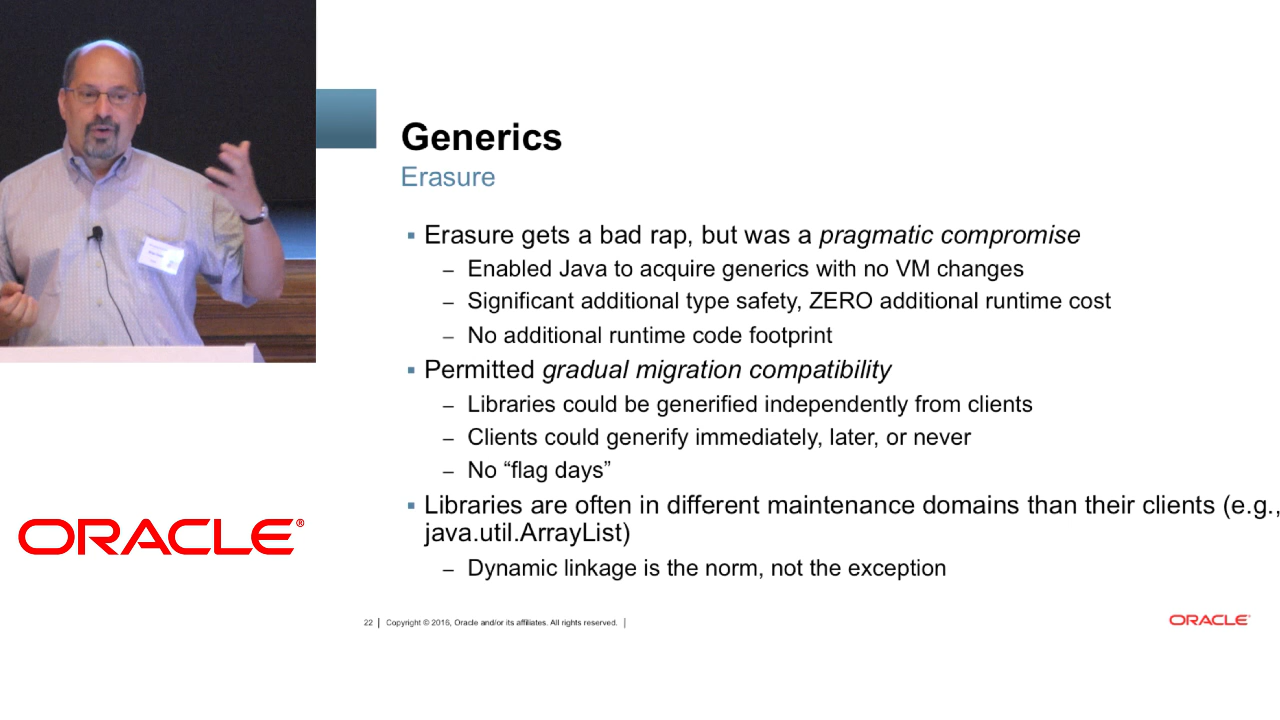 Generics
Erasure
▪ Erasure gets a bad rap, but was a pragmatic compromise
– Enabled Java to acquire generics with no VM changes
– Significant additional type safety, ZERO additional runtime cost
– No additional runtime code footprint
▪ Permitted gradual migration compatibility
– Libraries could be generified independently from clients
– Clients could generify immediately, later, or never
– No “flag days”
▪ Libraries are often in different maintenance domains than their clients (e.g.,
java.util.ArrayList)
– Dynamic linkage is the norm, not the exception
ORACLE®
22 | Copyright © 2016, Oracle and/or its affiliates. All rights reserved. |
ORACLE®